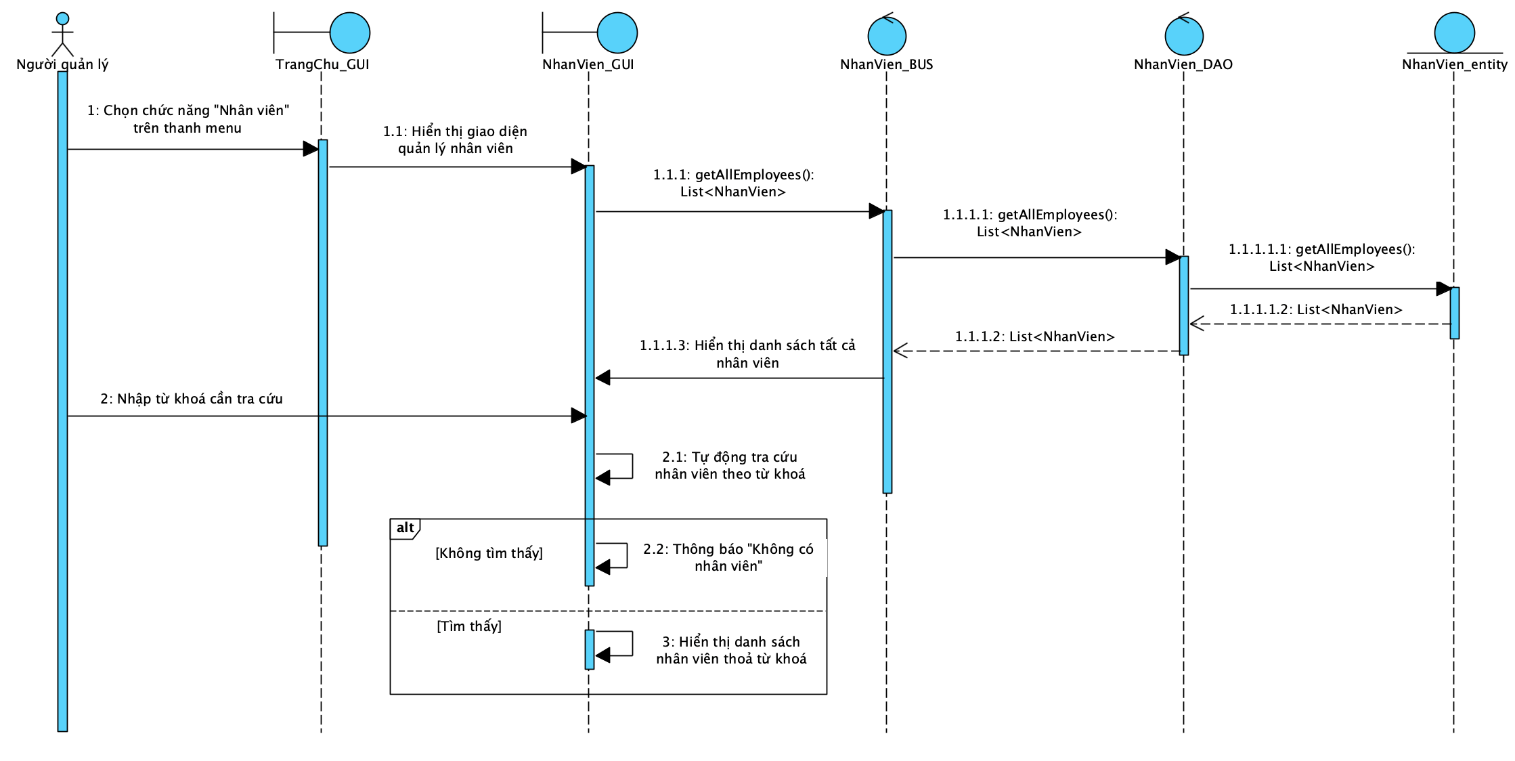 Người quản lý
TrangChu_GUI
NhanVien_GUI
NhanVien_BUS
NhanVien_DAO
NhanVien_entity
1: Chọn chức năng "Nhân viên"
trên thanh menu
1.1: Hiển thị giao diện
quản lý nhân viên
1.1.1: getAllEmployees():
List<NhanVien>
1.1.1.1: getAllEmployees():
List<NhanVien>
1.1.1.1.1: getAllEmployees():
List<NhanVien>
1.1.1.1.2: List<NhanVien>
1.1.1.2: List<NhanVien>
1.1.1.3: Hiển thị danh sách tất cả
nhân viên
2: Nhập từ khoá cần tra cứu
2.1: Tự động tra cứu
nhân viên theo từ khoá
alt
[Không tìm thấy]
2.2: Thông báo "Không có
nhân viên"
[Tìm thấy]
3: Hiển thị danh sách
nhân viên thoả từ khoá